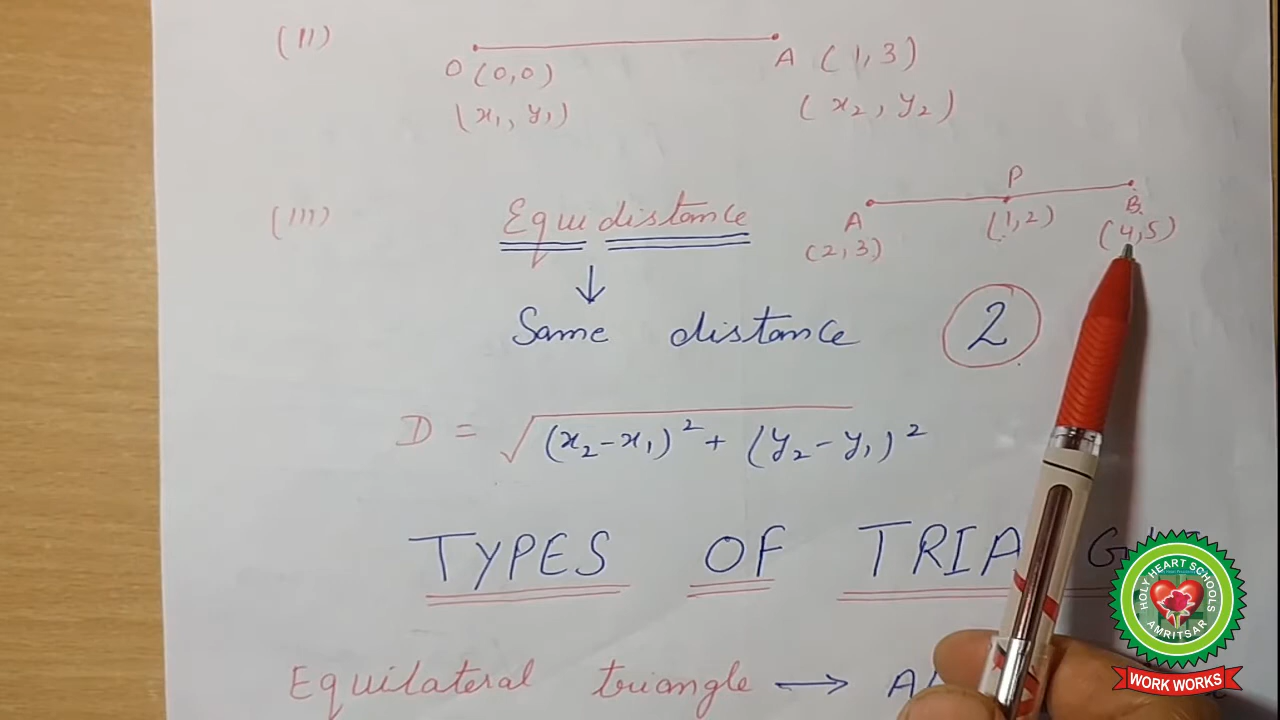 (II)
O (0,0) A (1,3)
(x₁, y₁) (x₂, y₂)
P
(III) Equidistance A B
(2,3) (1,2) (4,5)
↓
Same distance 2
D = √(x₂-x₁)² + (y₂-y₁)²
TYPES OF
Equilateral triangle →
HOLY HEART SCHOOLS
AMRITSAR
WORK WORKS